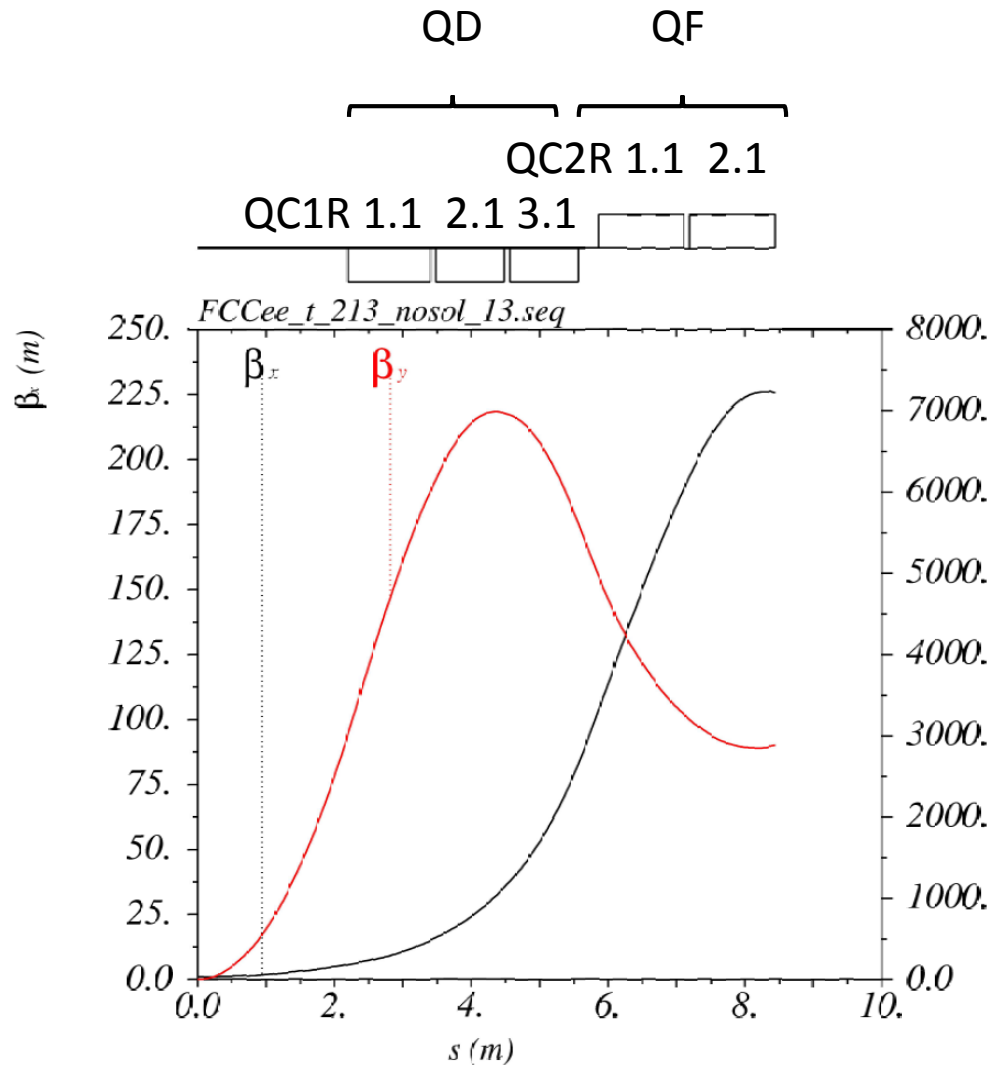 QD QF
QC2R 1.1 2.1
QC1R 1.1 2.1 3.1
FCCee_t_213_nosol_13.seq
βx (m)
250. 8000.
βx βy
225. 7000.
200.
6000.
175.
150. 5000.
125. 4000.
100.
3000.
75.
2000.
50.
1000.
25.
0.0 0.0
0.0 2. 4. 6. 8. 10.
s (m)